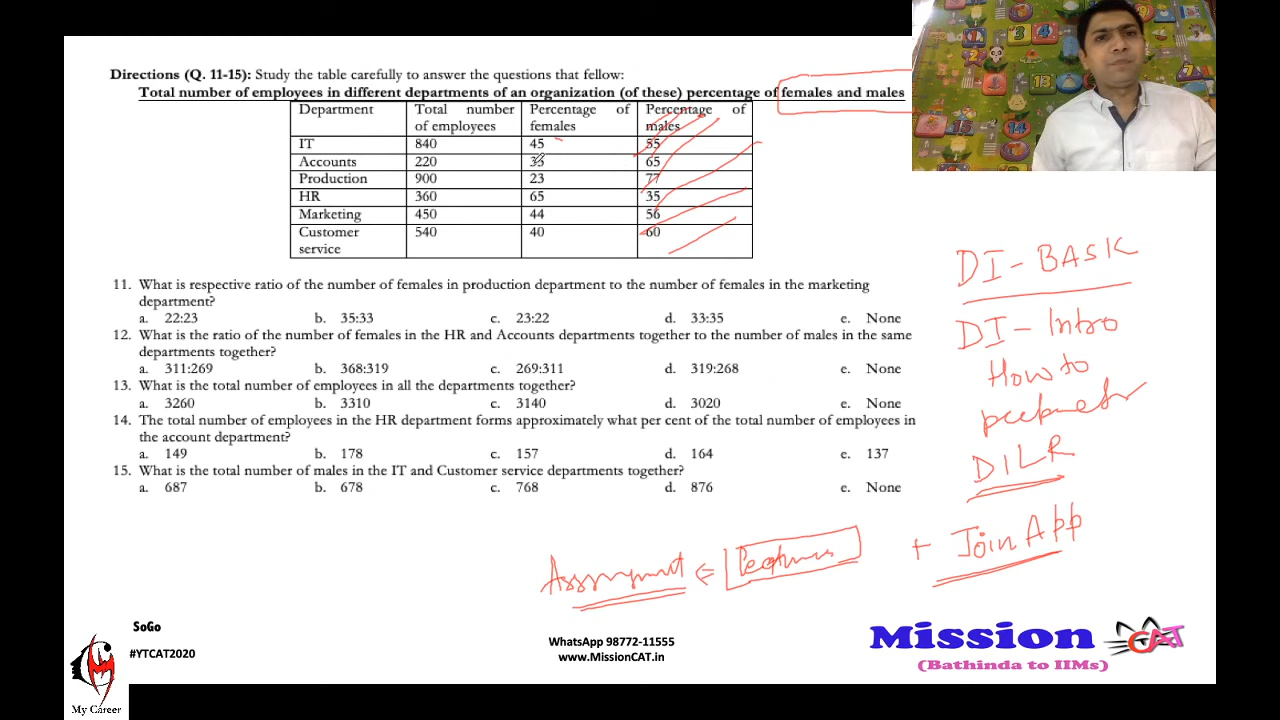 Directions (Q. 11-15): Study the table carefully to answer the questions that fellow:
Total number of employees in different departments of an organization (of these) percentage of females and males
Department Total number of employees Percentage of females Percentage of males
IT 840 45 55
Accounts 220 35 65
Production 900 23 77
HR 360 65 35
Marketing 450 44 56
Customer service 540 40 60
11. What is respective ratio of the number of females in production department to the number of females in the marketing
department?
a. 22:23 b. 35:33 c. 23:22 d. 33:35 e. None
12. What is the ratio of the number of females in the HR and Accounts departments together to the number of males in the same
departments together?
a. 311:269 b. 368:319 c. 269:311 d. 319:268 e. None
13. What is the total number of employees in all the departments together?
a. 3260 b. 3310 c. 3140 d. 3020 e. None
14. The total number of employees in the HR department forms approximately what per cent of the total number of employees in
the account department?
a. 149 b. 178 c. 157 d. 164 e. 137
15. What is the total number of males in the IT and Customer service departments together?
a. 687 b. 678 c. 768 d. 876 e. None
DI - BASK
DI - Intro
How to
DILR
+ Join App
SoGo
#YTCAT2020
My Career
WhatsApp 98772-11555
www.MissionCAT.in
Mission CAT
(Bathinda to IIMs)